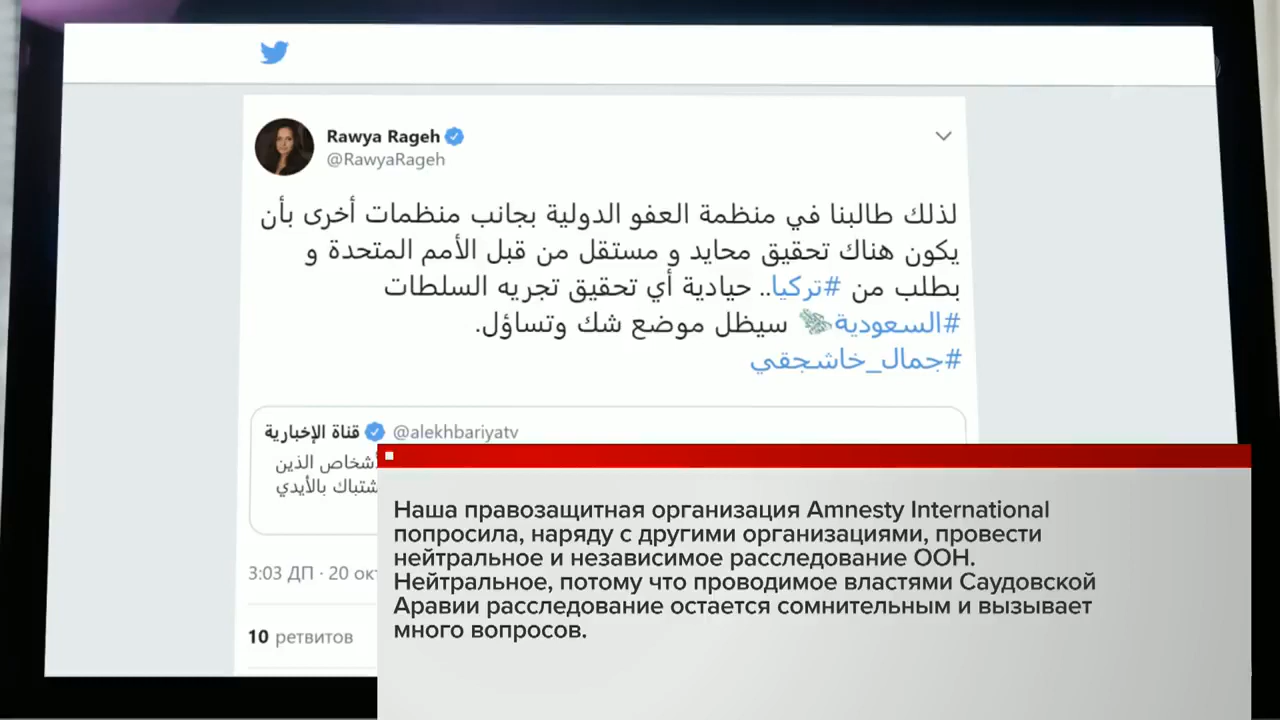 Rawya Rageh
@RawyaRageh
لذلك طالبنا في منظمة العفو الدولية بجانب منظمات أخرى بأن
يكون هناك تحقيق محايد و مستقل من قبل الأمم المتحدة و
بطلب من #تركيا.. حيادية أي تحقيق تجريه السلطات
#السعودية سيظل موضع شك وتساؤل.
#جمال_خاشجقي
قناة الإخبارية @alekhbariyatv
الذين
بالأيدي
3:03 ДП · 20
10 ретвитов
Наша правозащитная организация Amnesty International
попросила, наряду с другими организациями, провести
нейтральное и независимое расследование ООН.
Нейтральное, потому что проводимое властями Саудовской
Аравии расследование остается сомнительным и вызывает
много вопросов.